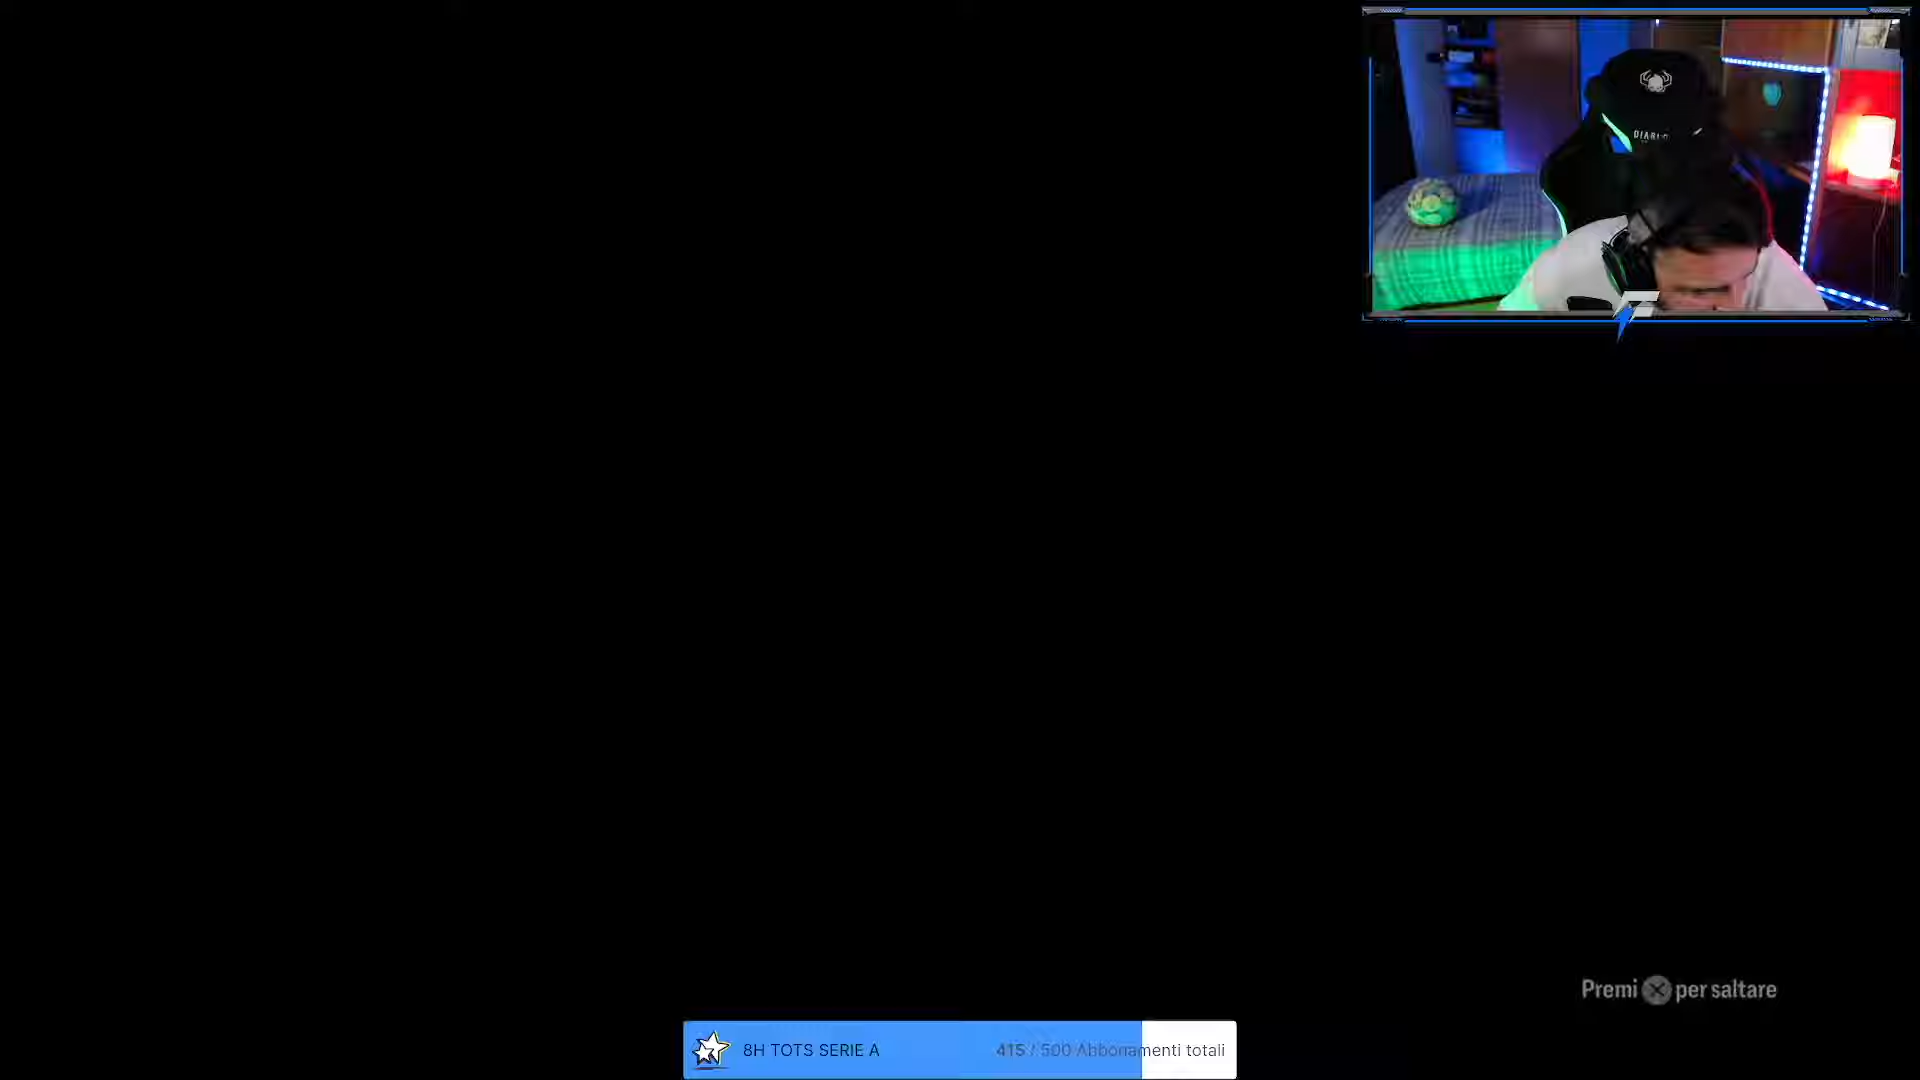 DIABLO
Premi per saltare
8H TOTS SERIE A
415 / 500 Abbonamenti totali